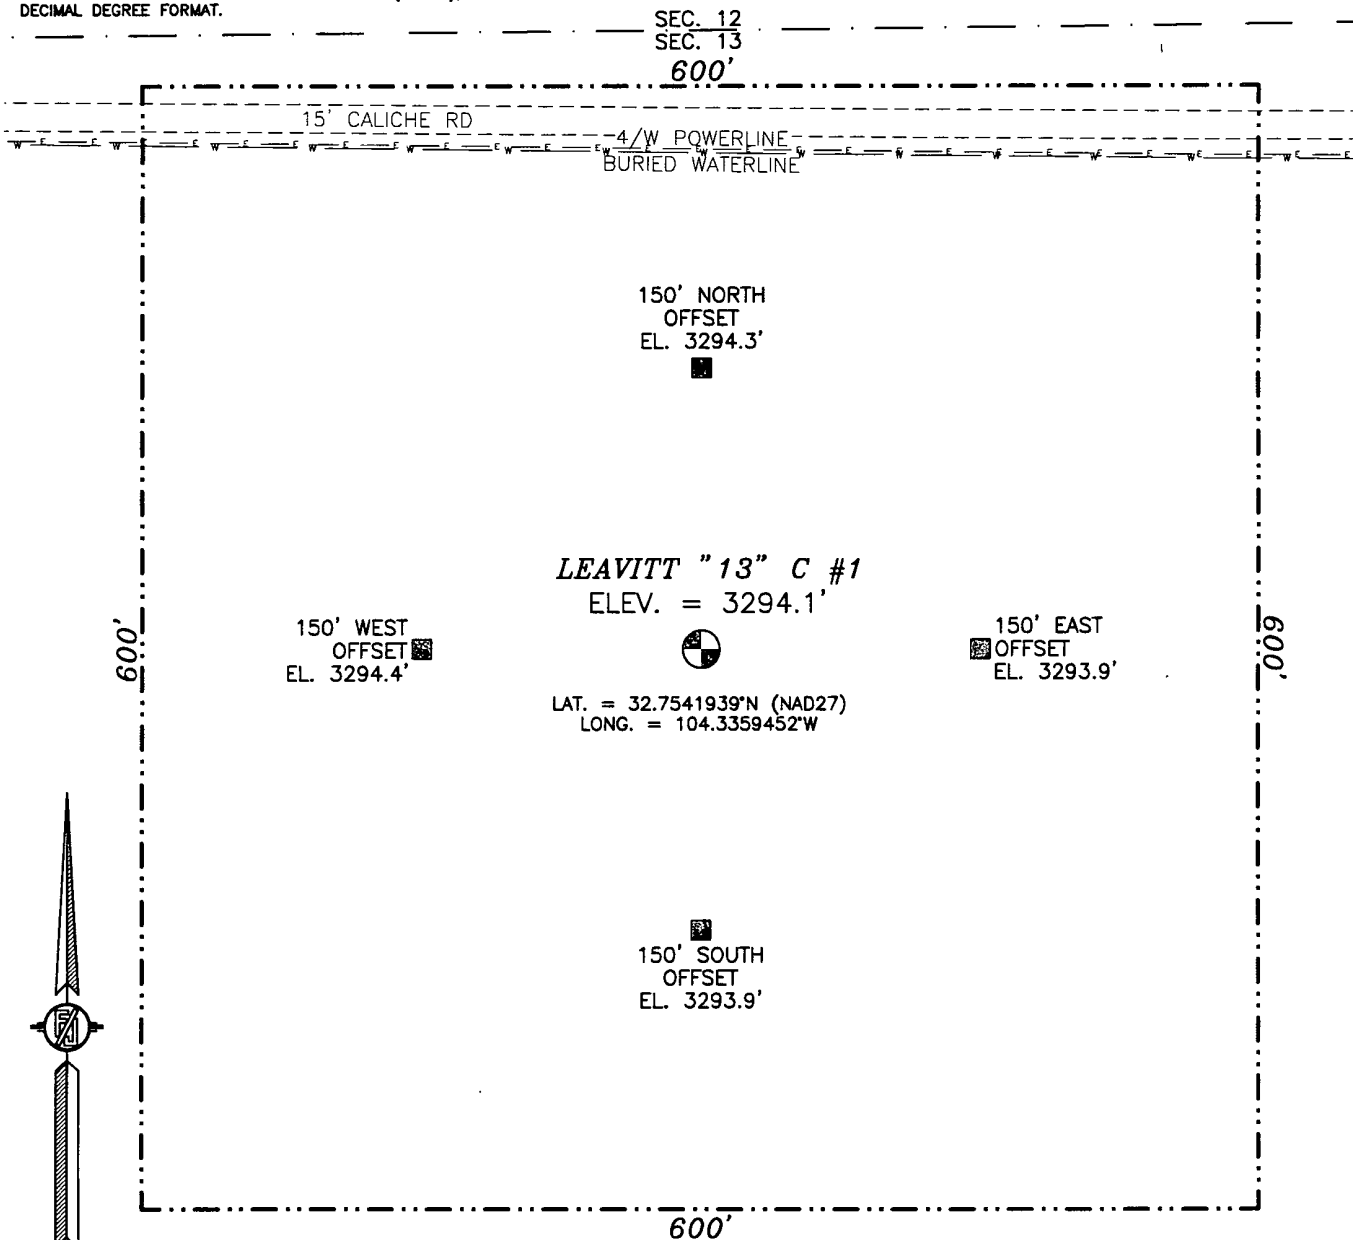 DECIMAL DEGREE FORMAT.
SEC. 12
SEC. 13
600'
15' CALICHE RD
4/W POWERLINE
BURIED WATERLINE
150' NORTH
OFFSET
EL. 3294.3'
LEAVITT "13" C #1
ELEV. = 3294.1'
600'
150' WEST
OFFSET
EL. 3294.4'
150' EAST
OFFSET
EL. 3293.9'
600'
LAT. = 32.7541939°N (NAD27)
LONG. = 104.3359452°W
150' SOUTH
OFFSET
EL. 3293.9'
600'